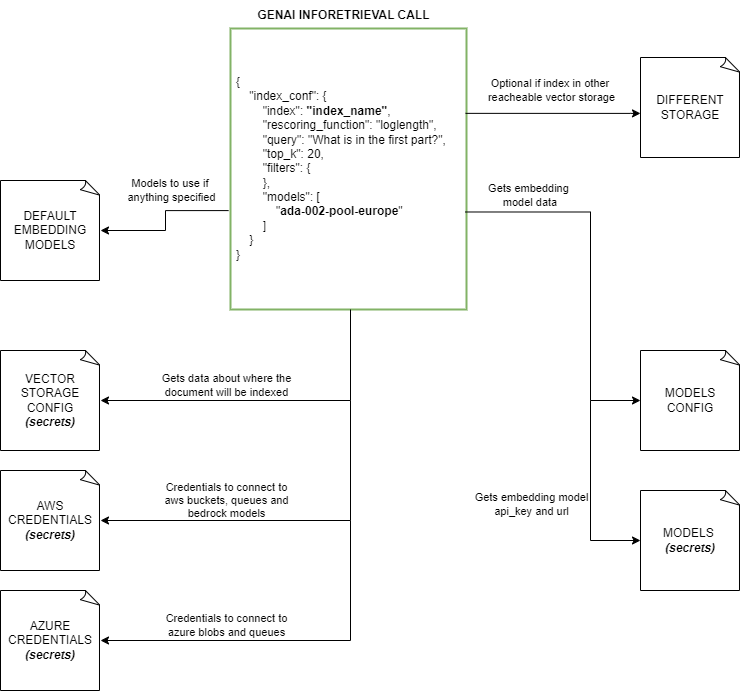 GENAI INFORETRIEVAL CALL
{
"index_conf": {
"index": "index_name",
"rescoring_function": "loglength",
"query": "What is in the first part?",
"top_k": 20,
"filters": {
},
"models": [
"ada-002-pool-europe"
]
}
}
Optional if index in other
reacheable vector storage
DIFFERENT
STORAGE
Models to use if
anything specified
DEFAULT
EMBEDDING
MODELS
Gets embedding
model data
VECTOR
STORAGE
CONFIG
(secrets)
Gets data about where the
document will be indexed
MODELS
CONFIG
AWS
CREDENTIALS
(secrets)
Credentials to connect to
aws buckets, queues and
bedrock models
Gets embedding model
api_key and url
MODELS
(secrets)
AZURE
CREDENTIALS
(secrets)
Credentials to connect to
azure blobs and queues